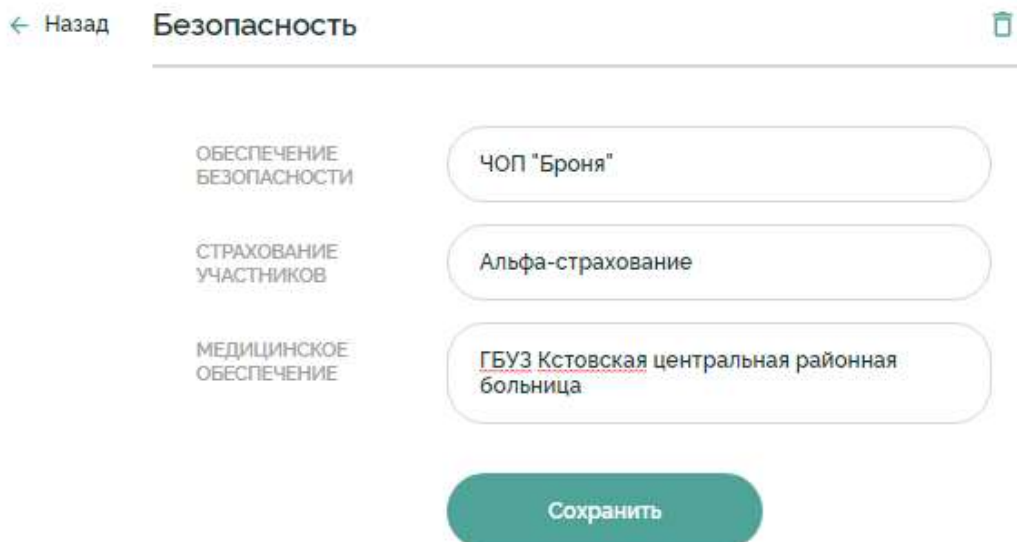 ← Назад
Безопасность
ОБЕСПЕЧЕНИЕ
БЕЗОПАСНОСТИ
ЧОП "Броня"
СТРАХОВАНИЕ
УЧАСТНИКОВ
Альфа-страхование
МЕДИЦИНСКОЕ
ОБЕСПЕЧЕНИЕ
ГБУЗ Кстовская центральная районная
больница
Сохранить